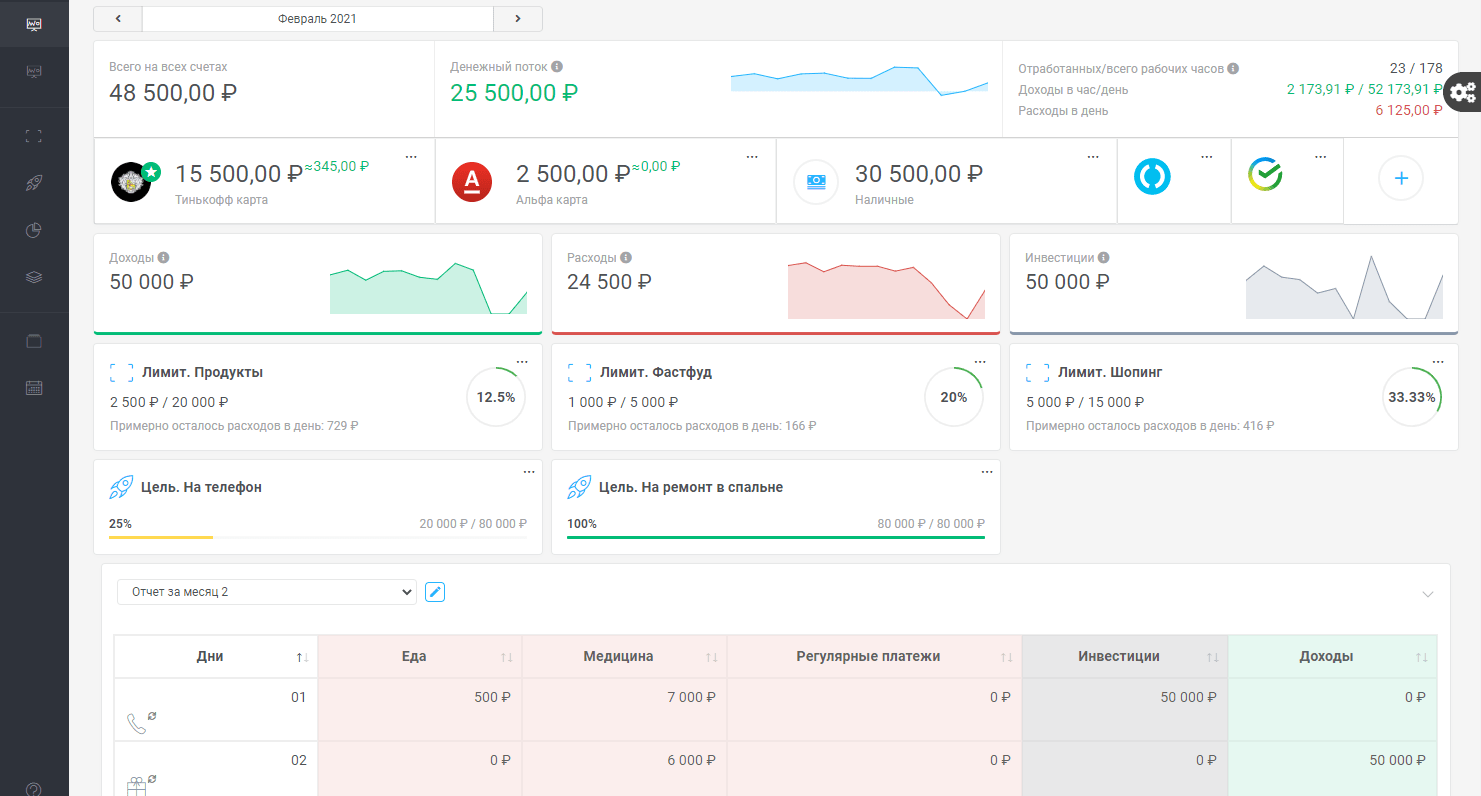 Февраль 2021
Всего на всех счетах
48 500,00 ₽
Денежный поток
25 500,00 ₽
Отработанных/всего рабочих часов 23 / 178
Доходы в час/день 2 173,91 ₽ / 52 173,91 ₽
Расходы в день 6 125,00 ₽
15 500,00 ₽ ≈345,00 ₽
Тинькофф карта
2 500,00 ₽ ≈0,00 ₽
Альфа карта
30 500,00 ₽
Наличные
Доходы
50 000 ₽
Расходы
24 500 ₽
Инвестиции
50 000 ₽
Лимит. Продукты
2 500 ₽ / 20 000 ₽
Примерно осталось расходов в день: 729 ₽
12.5%
Лимит. Фастфуд
1 000 ₽ / 5 000 ₽
Примерно осталось расходов в день: 166 ₽
20%
Лимит. Шопинг
5 000 ₽ / 15 000 ₽
Примерно осталось расходов в день: 416 ₽
33.33%
Цель. На телефон
25% 20 000 ₽ / 80 000 ₽
Цель. На ремонт в спальне
100% 80 000 ₽ / 80 000 ₽
Отчет за месяц 2
Дни Еда Медицина Регулярные платежи Инвестиции Доходы
01 500 ₽ 7 000 ₽ 0 ₽ 50 000 ₽ 0 ₽
02 0 ₽ 6 000 ₽ 0 ₽ 0 ₽ 50 000 ₽